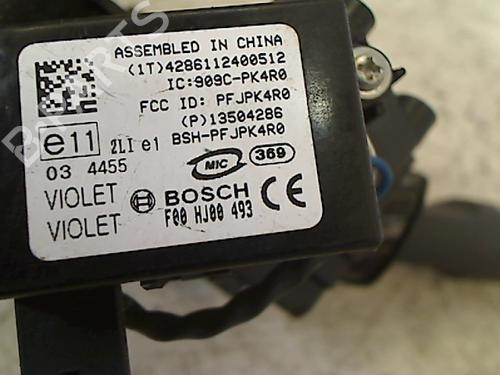 ASSEMBLED IN CHINA
(1T)4286112400512
IC:909C-PK4R0
FCC ID: PFJPK4R0
(P)13504286
e11 2LI e1 BSH-PFJPK4R0
03 4455 MIC 369
VIOLET BOSCH CE
VIOLET F00 HJ00 493